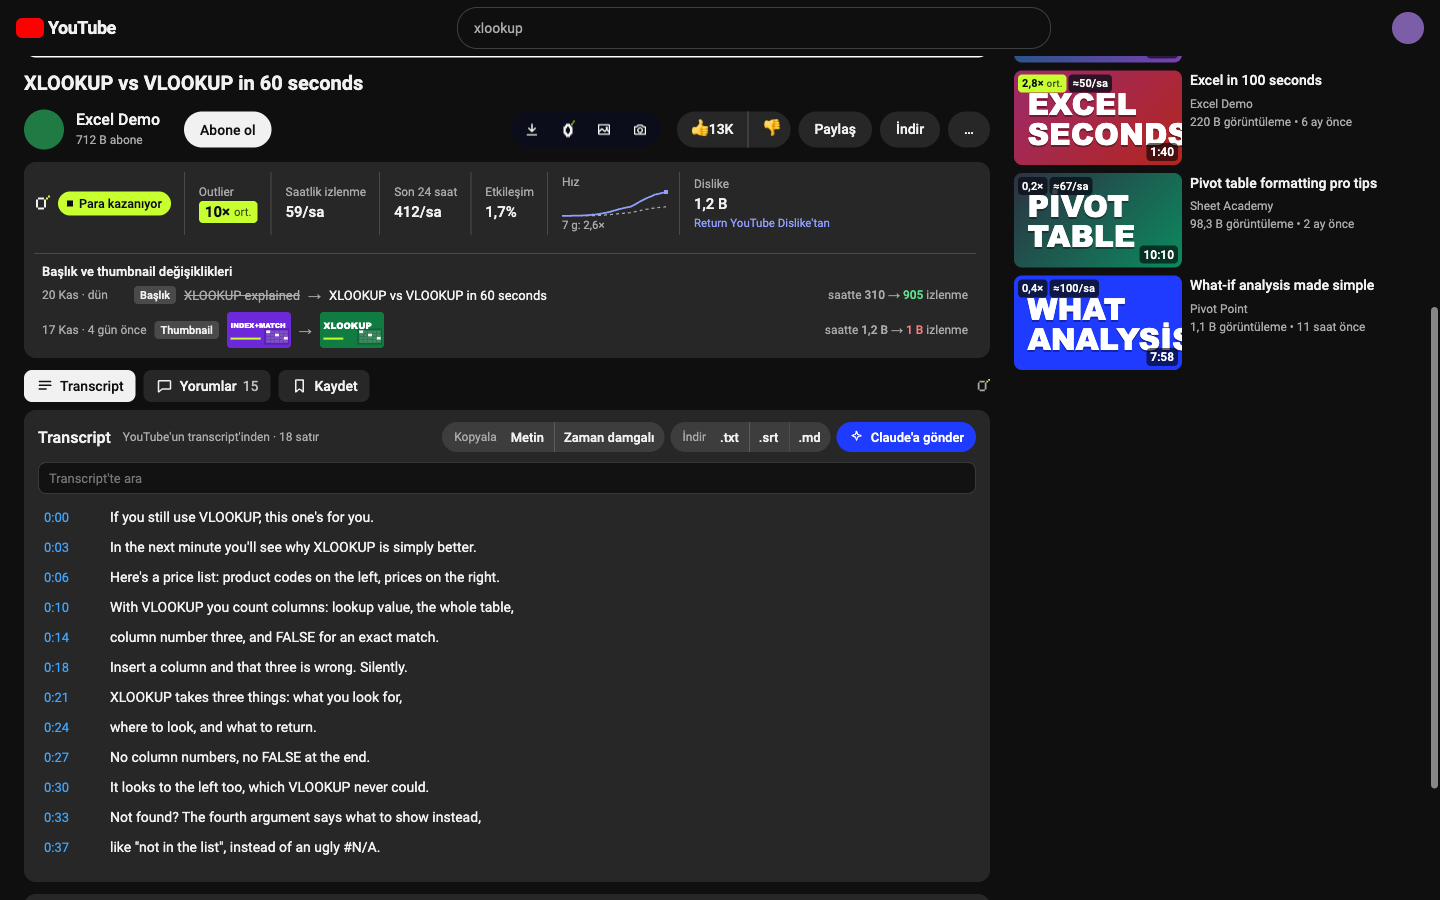 YouTube
xlookup
XLOOKUP vs VLOOKUP in 60 seconds
Excel Demo
712 B abone
Abone ol
👍13K
👎
Paylaş
İndir
...
Para kazanıyor
Outlier
10× ort.
Saatlik izlenme
59/sa
Son 24 saat
412/sa
Etkileşim
1,7%
Hız
7 g: 2,6×
Dislike
1,2 B
Return YouTube Dislike'tan
Başlık ve thumbnail değişiklikleri
20 Kas · dün Başlık XLOOKUP explained → XLOOKUP vs VLOOKUP in 60 seconds saatte 310 → 905 izlenme
17 Kas · 4 gün önce Thumbnail INDEX+MATCH → XLOOKUP saatte 1,2 B → 1 B izlenme
Transcript
Yorumlar 15
Kaydet
Transcript YouTube'un transcript'inden · 18 satır
Kopyala Metin Zaman damgalı
İndir .txt .srt .md
Claude'a gönder
Transcript'te ara
0:00 If you still use VLOOKUP, this one's for you.
0:03 In the next minute you'll see why XLOOKUP is simply better.
0:06 Here's a price list: product codes on the left, prices on the right.
0:10 With VLOOKUP you count columns: lookup value, the whole table,
0:14 column number three, and FALSE for an exact match.
0:18 Insert a column and that three is wrong. Silently.
0:21 XLOOKUP takes three things: what you look for,
0:24 where to look, and what to return.
0:27 No column numbers, no FALSE at the end.
0:30 It looks to the left too, which VLOOKUP never could.
0:33 Not found? The fourth argument says what to show instead,
0:37 like "not in the list", instead of an ugly #N/A.
2,8× ort. ≈50/sa
EXCEL
SECONDS
1:40
Excel in 100 seconds
Excel Demo
220 B görüntüleme • 6 ay önce
0,2× ≈67/sa
PIVOT
TABLE
10:10
Pivot table formatting pro tips
Sheet Academy
98,3 B görüntüleme • 2 ay önce
0,4× ≈100/sa
WHAT
ANALYSİS
7:58
What-if analysis made simple
Pivot Point
1,1 B görüntüleme • 11 saat önce